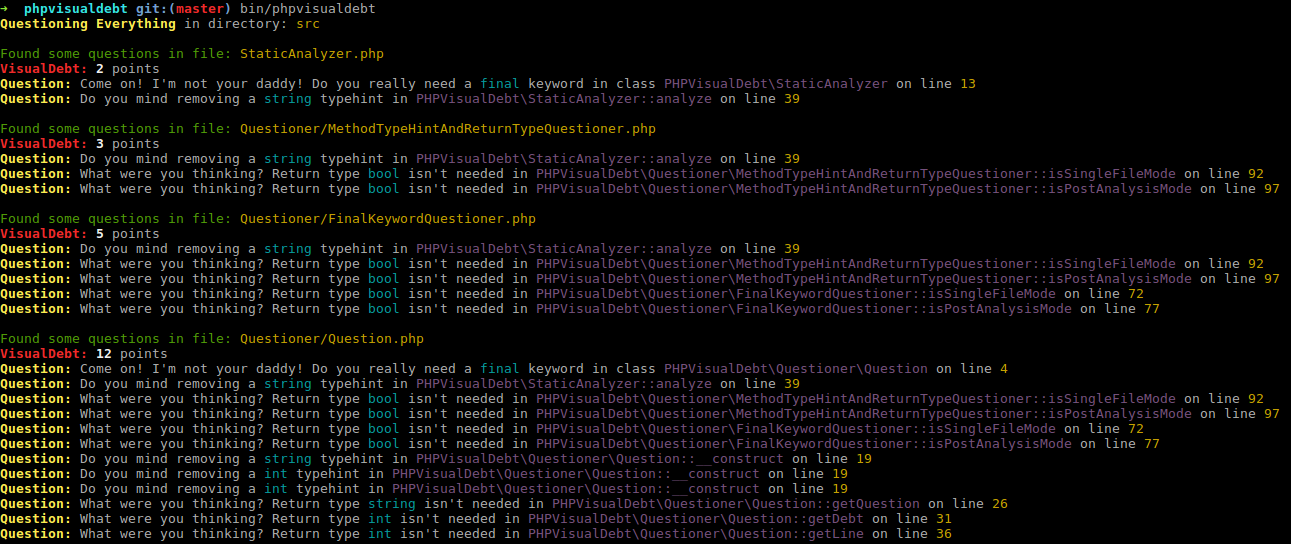 ➜  phpvisualdebt git:(master) bin/phpvisualdebt
Questioning Everything in directory: src
Found some questions in file: StaticAnalyzer.php
VisualDebt: 2 points
Question: Come on! I'm not your daddy! Do you really need a final keyword in class PHPVisualDebt\StaticAnalyzer on line 13
Question: Do you mind removing a string typehint in PHPVisualDebt\StaticAnalyzer::analyze on line 39
Found some questions in file: Questioner/MethodTypeHintAndReturnTypeQuestioner.php
VisualDebt: 3 points
Question: Do you mind removing a string typehint in PHPVisualDebt\StaticAnalyzer::analyze on line 39
Question: What were you thinking? Return type bool isn't needed in PHPVisualDebt\Questioner\MethodTypeHintAndReturnTypeQuestioner::isSingleFileMode on line 92
Question: What were you thinking? Return type bool isn't needed in PHPVisualDebt\Questioner\MethodTypeHintAndReturnTypeQuestioner::isPostAnalysisMode on line 97
Found some questions in file: Questioner/FinalKeywordQuestioner.php
VisualDebt: 5 points
Question: Do you mind removing a string typehint in PHPVisualDebt\StaticAnalyzer::analyze on line 39
Question: What were you thinking? Return type bool isn't needed in PHPVisualDebt\Questioner\MethodTypeHintAndReturnTypeQuestioner::isSingleFileMode on line 92
Question: What were you thinking? Return type bool isn't needed in PHPVisualDebt\Questioner\MethodTypeHintAndReturnTypeQuestioner::isPostAnalysisMode on line 97
Question: What were you thinking? Return type bool isn't needed in PHPVisualDebt\Questioner\FinalKeywordQuestioner::isSingleFileMode on line 72
Question: What were you thinking? Return type bool isn't needed in PHPVisualDebt\Questioner\FinalKeywordQuestioner::isPostAnalysisMode on line 77
Found some questions in file: Questioner/Question.php
VisualDebt: 12 points
Question: Come on! I'm not your daddy! Do you really need a final keyword in class PHPVisualDebt\Questioner\Question on line 4
Question: Do you mind removing a string typehint in PHPVisualDebt\StaticAnalyzer::analyze on line 39
Question: What were you thinking? Return type bool isn't needed in PHPVisualDebt\Questioner\MethodTypeHintAndReturnTypeQuestioner::isSingleFileMode on line 92
Question: What were you thinking? Return type bool isn't needed in PHPVisualDebt\Questioner\MethodTypeHintAndReturnTypeQuestioner::isPostAnalysisMode on line 97
Question: What were you thinking? Return type bool isn't needed in PHPVisualDebt\Questioner\FinalKeywordQuestioner::isSingleFileMode on line 72
Question: What were you thinking? Return type bool isn't needed in PHPVisualDebt\Questioner\FinalKeywordQuestioner::isPostAnalysisMode on line 77
Question: Do you mind removing a string typehint in PHPVisualDebt\Questioner\Question::__construct on line 19
Question: Do you mind removing a int typehint in PHPVisualDebt\Questioner\Question::__construct on line 19
Question: Do you mind removing a int typehint in PHPVisualDebt\Questioner\Question::__construct on line 19
Question: What were you thinking? Return type string isn't needed in PHPVisualDebt\Questioner\Question::getQuestion on line 26
Question: What were you thinking? Return type int isn't needed in PHPVisualDebt\Questioner\Question::getDebt on line 31
Question: What were you thinking? Return type int isn't needed in PHPVisualDebt\Questioner\Question::getLine on line 36